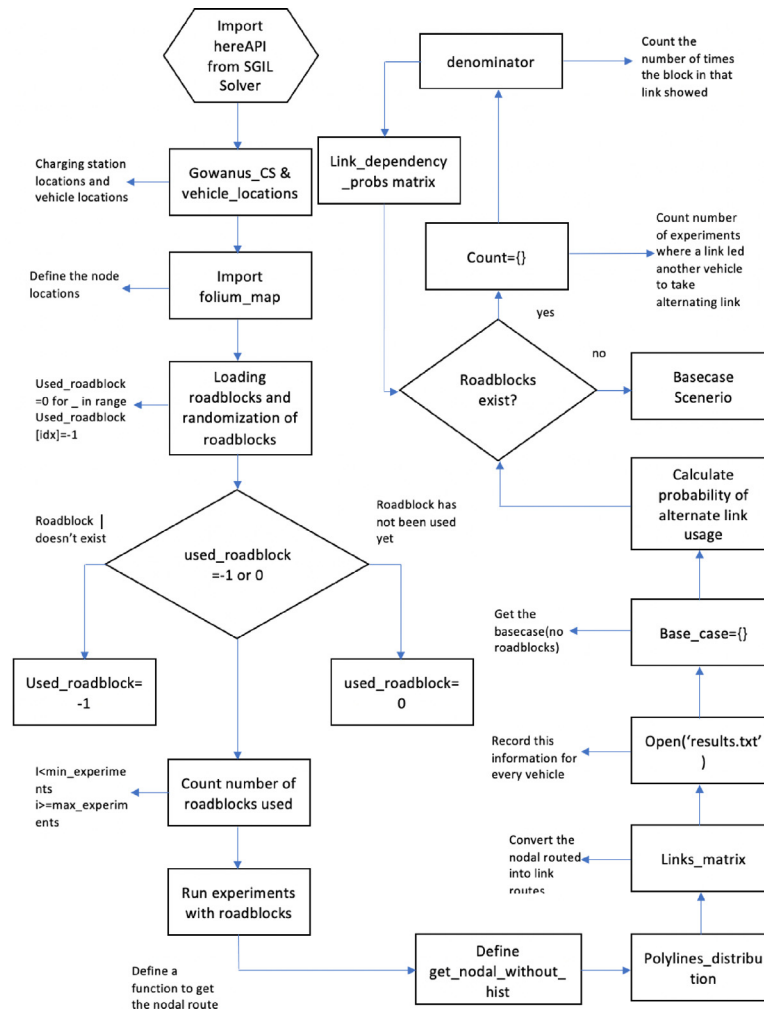 Import
hereAPI
from SGIL
Solver
Charging station
locations and
vehicle locations
Gowanus_CS &
vehicle_locations
Define the node
locations
Import
folium_map
Used_roadblock
=0 for _ in range
Used_roadblock
[idx]=-1
Loading
roadblocks and
randomization of
roadblocks
Roadblock
doesn't exist
used_roadblock
=-1 or 0
Roadblock has
not been used
yet
Used_roadblock=
-1
used_roadblock=
0
I<min_experime
nts
i>=max_experim
ents
Count number of
roadblocks used
Run experiments
with roadblocks
Define a
function to get
the nodal route
Define
get_nodal_without_
hist
Polylines_distribu
tion
Convert the
nodal routed
into link
routes
Links_matrix
Record this
information for
every vehicle
Open('results.txt'
)
Get the
basecase(no
roadblocks)
Base_case={}
Calculate
probability of
alternate link
usage
Roadblocks
exist?
no
Basecase
Scenerio
yes
Count={}
Count number
of experiments
where a link led
another vehicle
to take
alternating link
denominator
Count the
number of times
the block in that
link showed
Link_dependency
_probs matrix